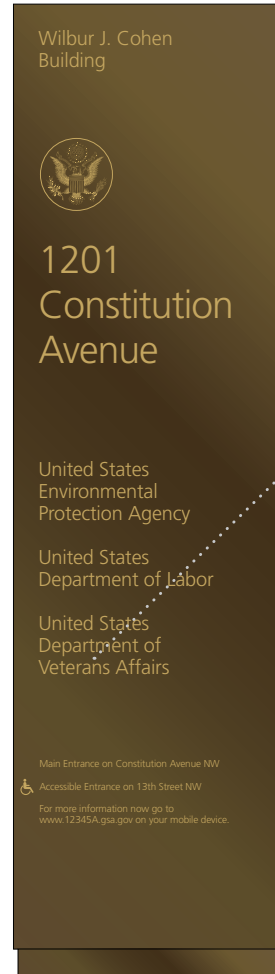 Wilbur J. Cohen
Building
1201
Constitution
Avenue
United States
Environmental
Protection Agency
United States
Department of Labor
United States
Department of
Veterans Affairs
Main Entrance on Constitution Avenue NW
Accessible Entrance on 13th Street NW
For more information now go to
www.12345A.gsa.gov on your mobile device.